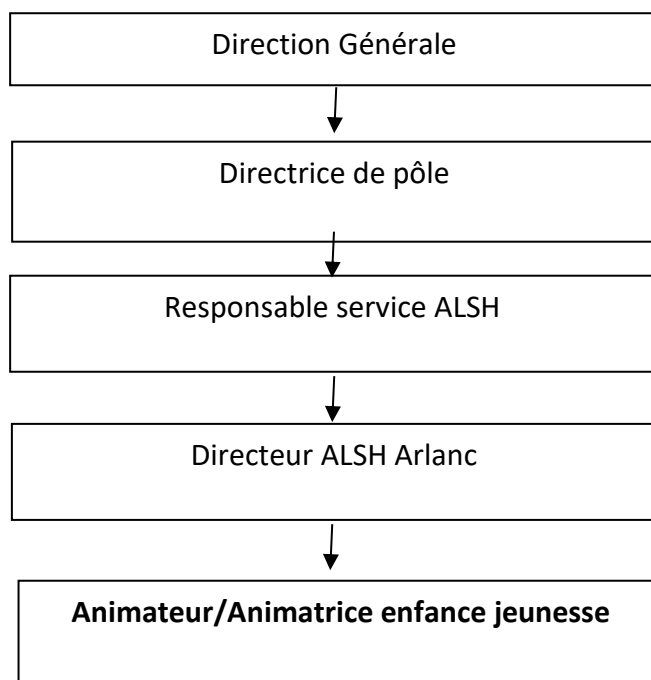 Direction Générale
Directrice de pôle
Responsable service ALSH
Directeur ALSH Arlanc
Animateur/Animatrice enfance jeunesse